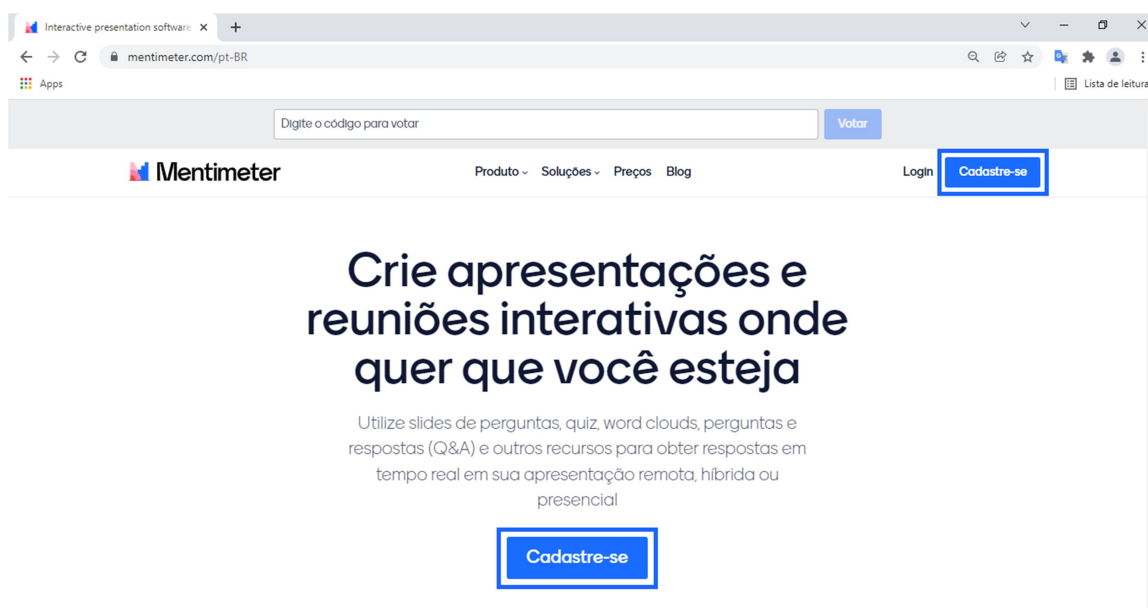 Interactive presentation software
mentimeter.com/pt-BR
Apps
Lista de leitura
Digite o código para votar
Votar
Mentimeter
Produto Soluções Preços Blog
Login
Cadastre-se
Crie apresentações e
reuniões interativas onde
quer que você esteja
Utilize slides de perguntas, quiz, word clouds, perguntas e
respostas (Q&A) e outros recursos para obter respostas em
tempo real em sua apresentação remota, híbrida ou
presencial
Cadastre-se